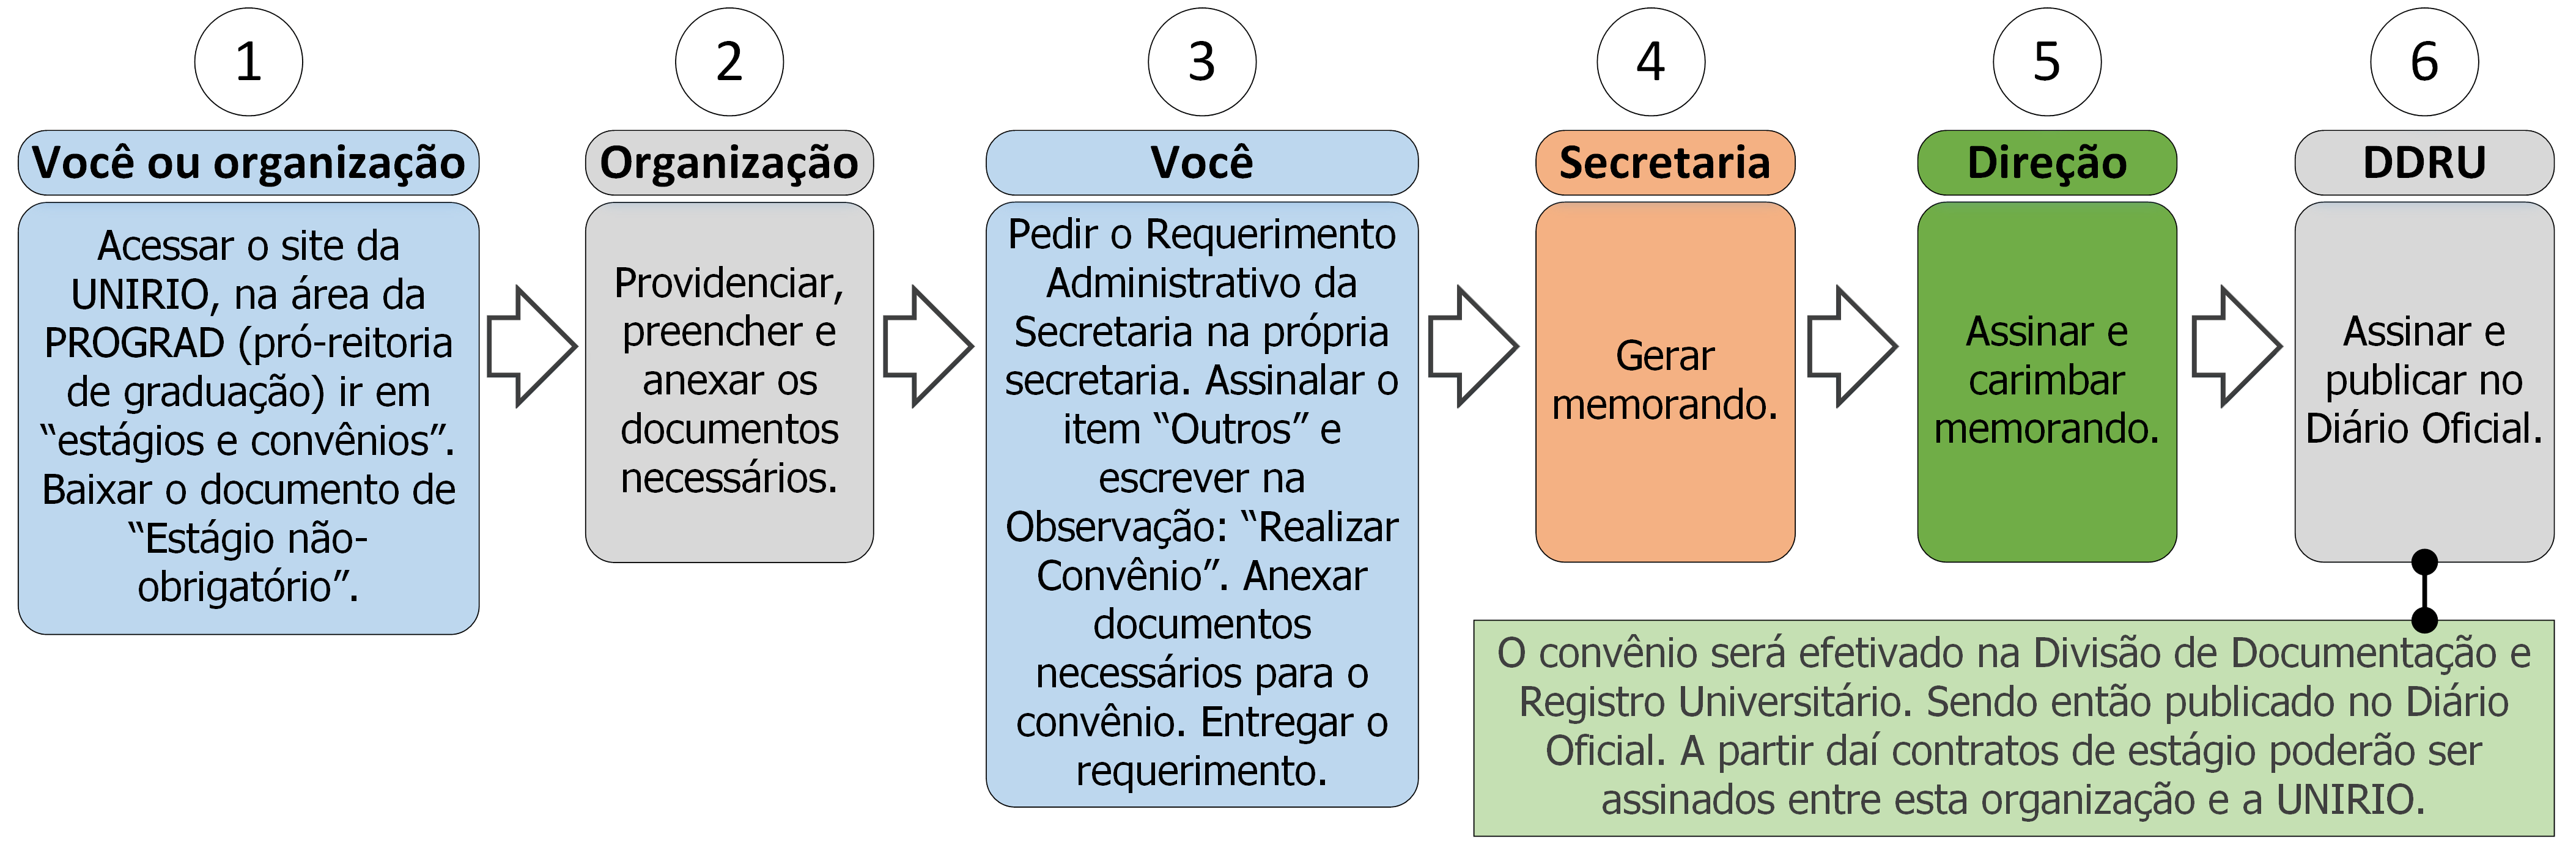 1
Você ou organização
Acessar o site da
UNIRIO, na área da
PROGRAD (pró-reitoria
de graduação) ir em
“estágios e convênios”.
Baixar o documento de
“Estágio não-
obrigatório”.
2
Organização
Providenciar,
preencher e
anexar os
documentos
necessários.
3
Você
Pedir o Requerimento
Administrativo da
Secretaria na própria
secretaria. Assinalar o
item “Outros” e
escrever na
Observação: “Realizar
Convênio”. Anexar
documentos
necessários para o
convênio. Entregar o
requerimento.
4
Secretaria
Gerar
memorando.
5
Direção
Assinar e
carimbar
memorando.
6
DDRU
Assinar e
publicar no
Diário Oficial.
O convênio será efetivado na Divisão de Documentação e
Registro Universitário. Sendo então publicado no Diário
Oficial. A partir daí contratos de estágio poderão ser
assinados entre esta organização e a UNIRIO.